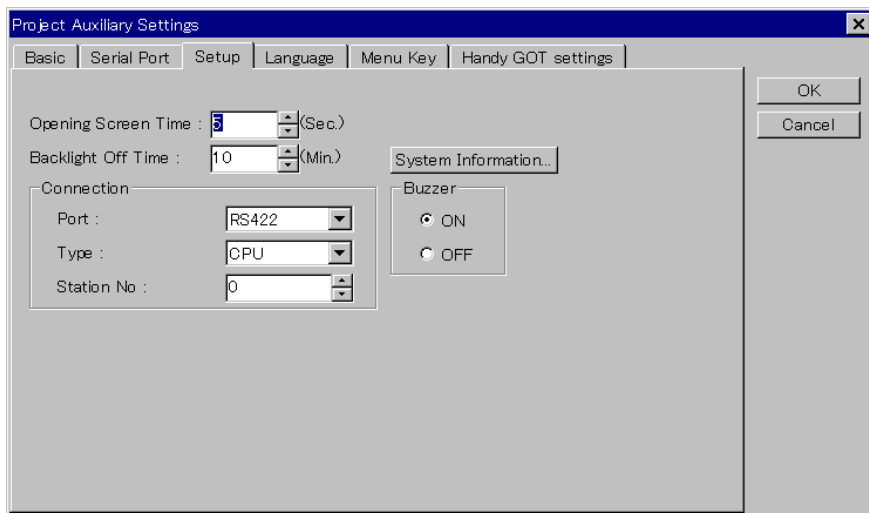 Project Auxiliary Settings
Basic Serial Port Setup Language Menu Key Handy GOT settings
OK
Opening Screen Time : 5 (Sec.)
Cancel
Backlight Off Time : 10 (Min.)
System Information...
Connection
Buzzer
Port : RS422
ON
Type : CPU
OFF
Station No : 0